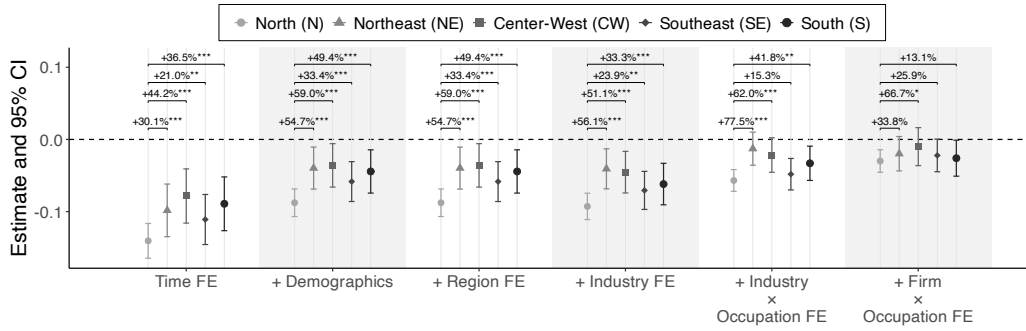 North (N) Northeast (NE) Center-West (CW) Southeast (SE) South (S)
Estimate and 95% CI
0.1
0.0
-0.1
+36.5%***
+21.0%**
+44.2%***
+30.1%***
+49.4%***
+33.4%***
+59.0%***
+54.7%***
+49.4%***
+33.4%***
+59.0%***
+54.7%***
+33.3%***
+23.9%**
+51.1%***
+56.1%***
+41.8%**
+15.3%
+62.0%***
+77.5%***
+13.1%
+25.9%
+66.7%*
+33.8%
Time FE
+ Demographics
+ Region FE
+ Industry FE
+ Industry
×
Occupation FE
+ Firm
×
Occupation FE